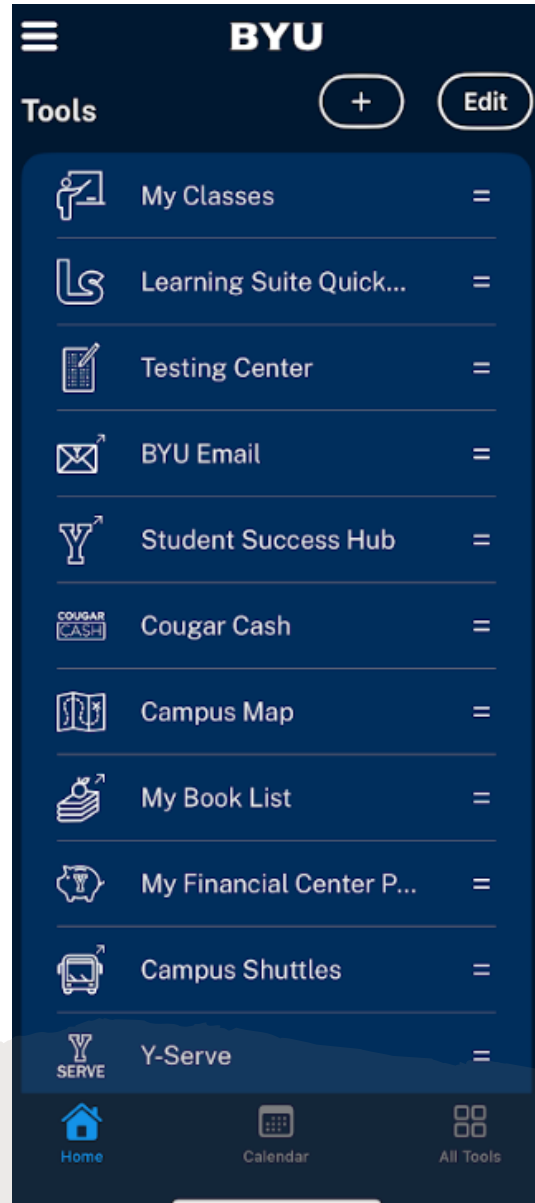 BYU
Tools
+
Edit
My Classes
LS
Learning Suite Quick...
Testing Center
BYU Email
Y
Student Success Hub
COUGAR
CASH
Cougar Cash
Campus Map
My Book List
Y
My Financial Center P...
Campus Shuttles
Y
SERVE
Y-Serve
Home
Calendar
All Tools